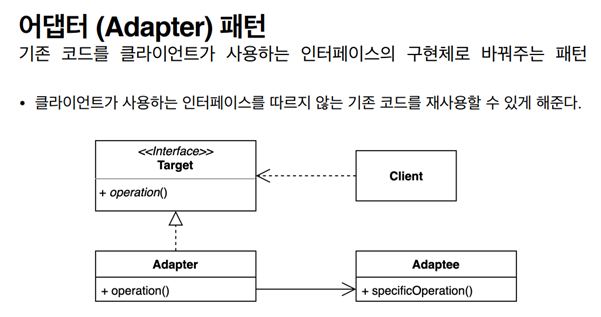 어댑터 (Adapter) 패턴
기존 코드를 클라이언트가 사용하는 인터페이스의 구현체로 바꿔주는 패턴
• 클라이언트가 사용하는 인터페이스를 따르지 않는 기존 코드를 재사용할 수 있게 해준다.
<<Interface>>
Target
+ operation()
Client
Adapter
+ operation()
Adaptee
+ specificOperation()